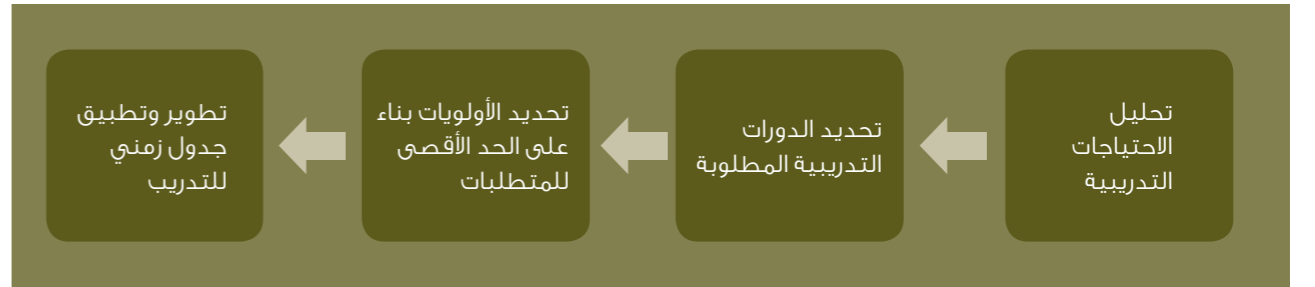 تحليل
الاحتياجات
التدريبية
تحديد الدورات
التدريبية المطلوبة
تحديد الأولويات بناء
على الحد الأقصى
للمتطلبات
تطوير وتطبيق
جدول زمني
للتدريب